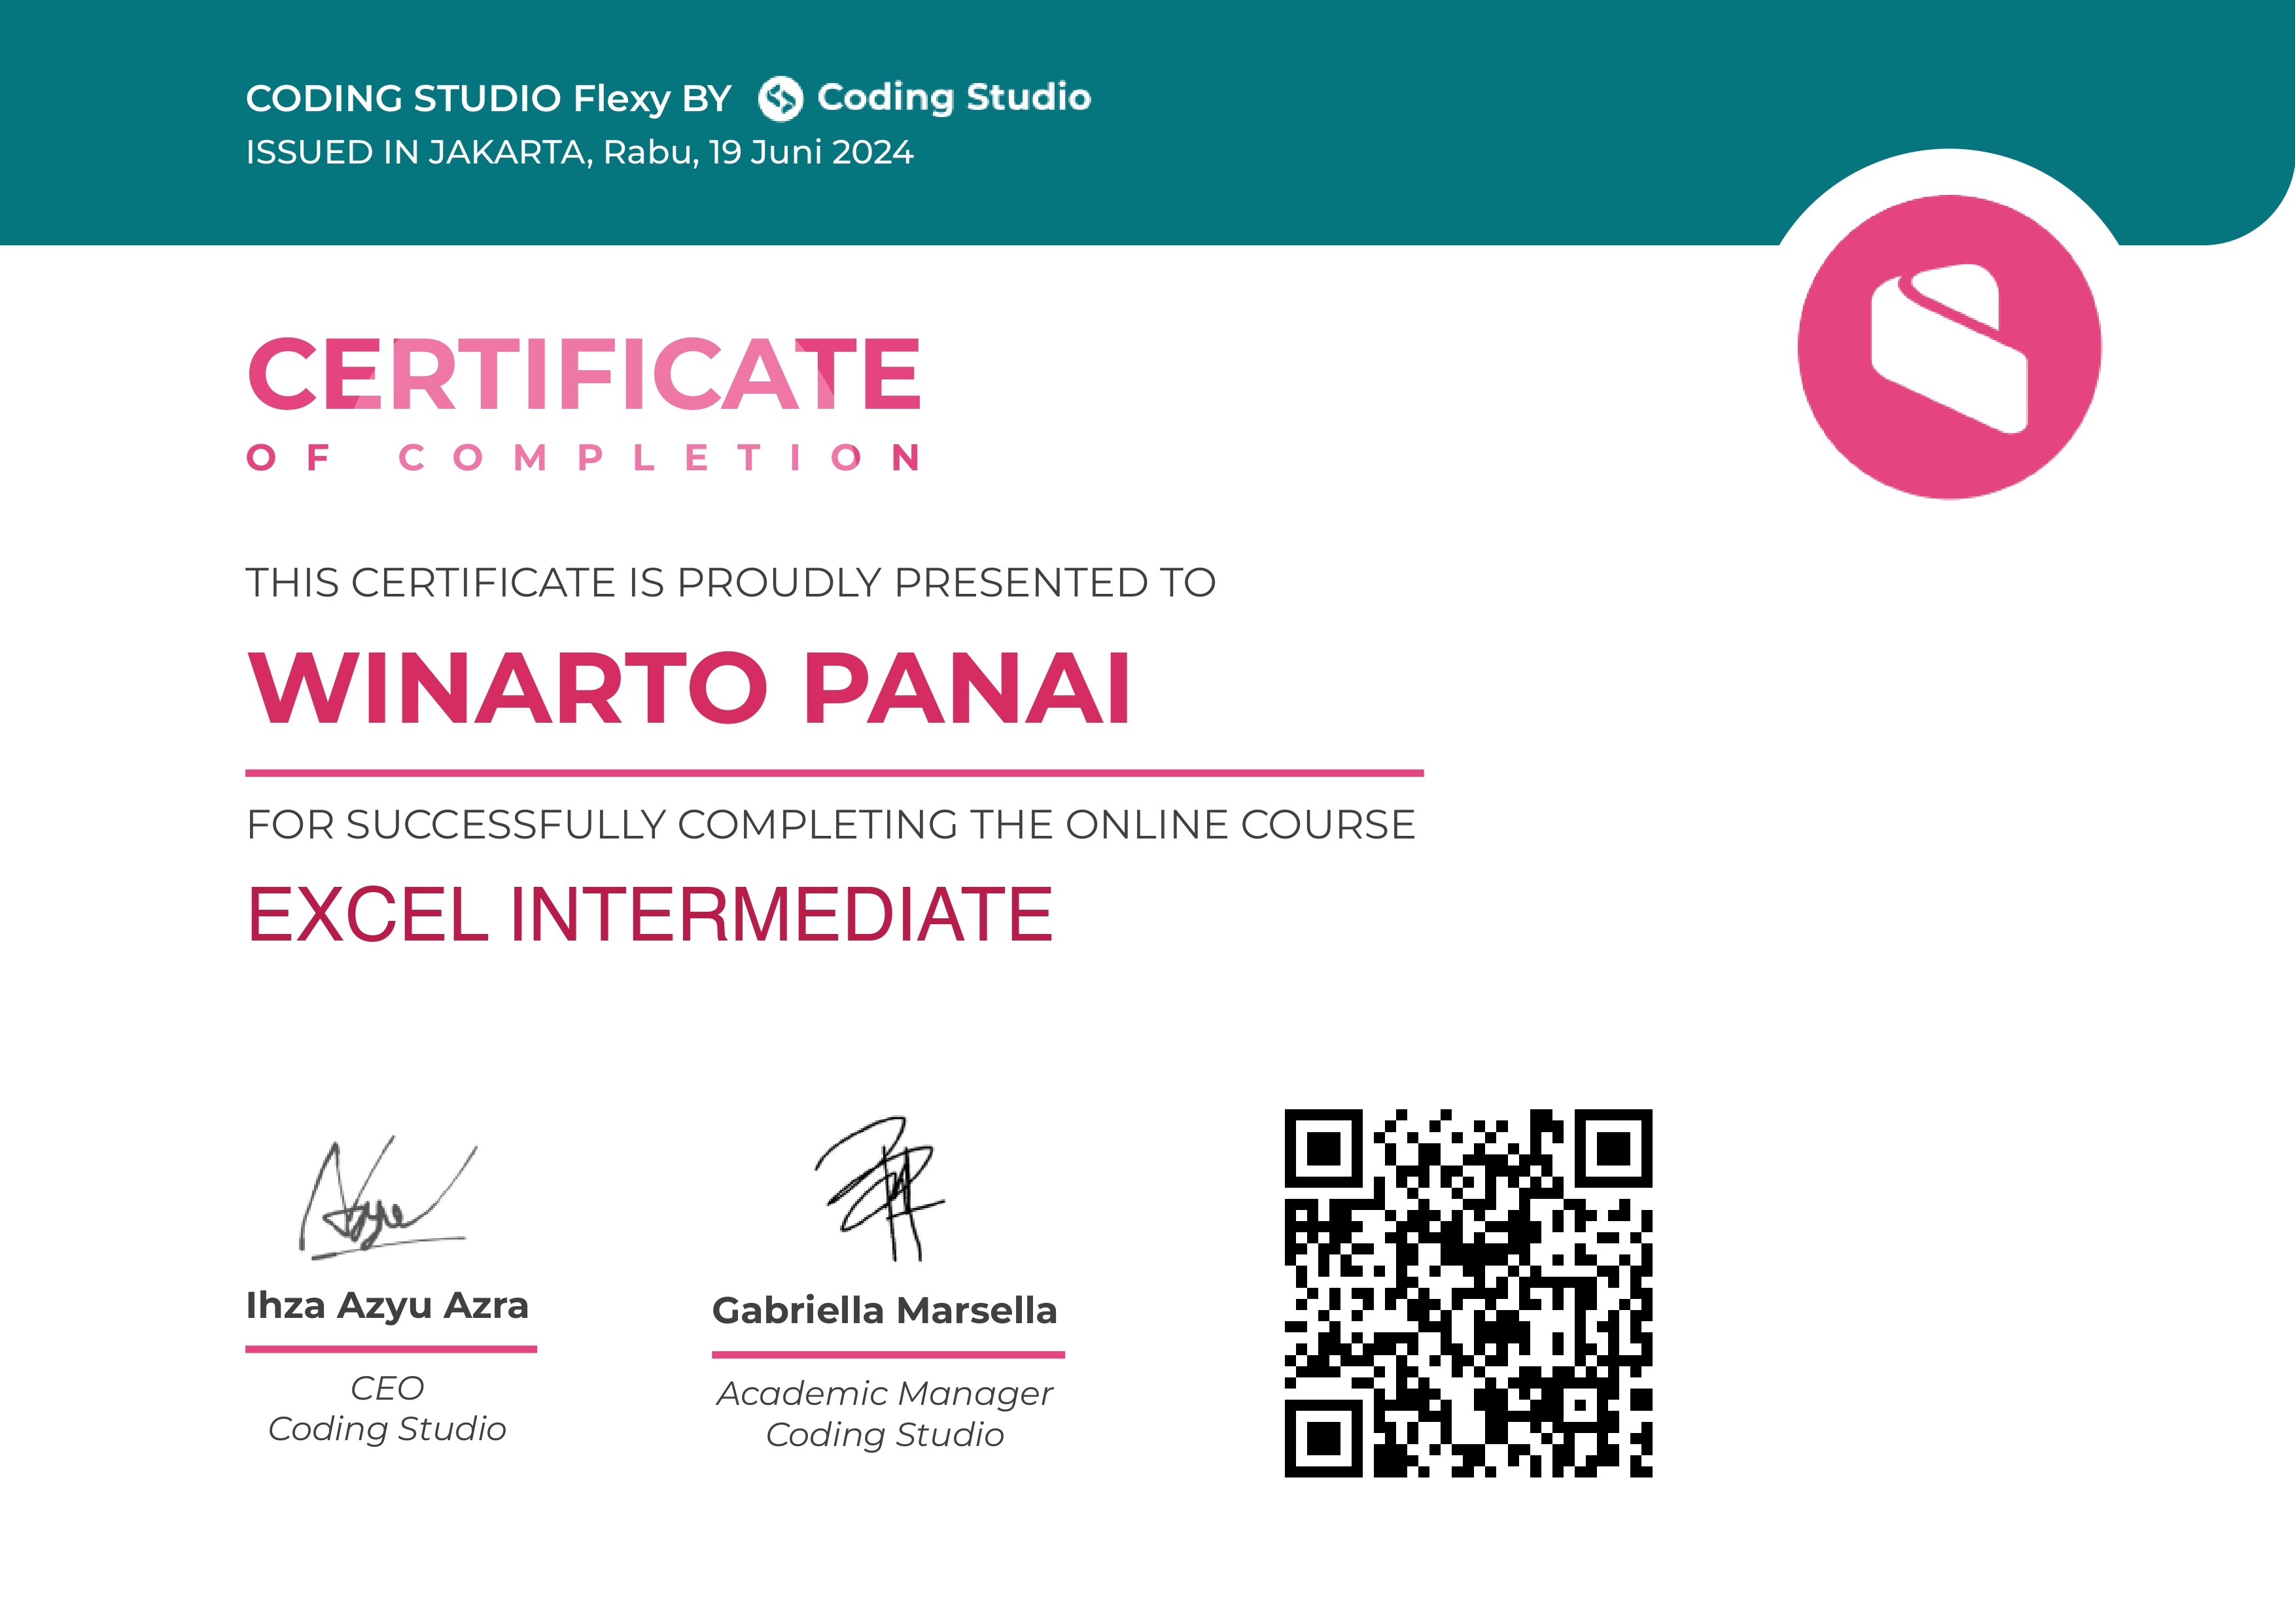 CODING STUDIO Flexy BY Coding Studio
ISSUED IN JAKARTA, Rabu, 19 Juni 2024
CERTIFICATE
OF COMPLETION
THIS CERTIFICATE IS PROUDLY PRESENTED TO
WINARTO PANAI
FOR SUCCESSFULLY COMPLETING THE ONLINE COURSE
EXCEL INTERMEDIATE
Azyu
Ihza Azyu Azra
CEO
Coding Studio
Gabriella Marsella
Academic Manager
Coding Studio